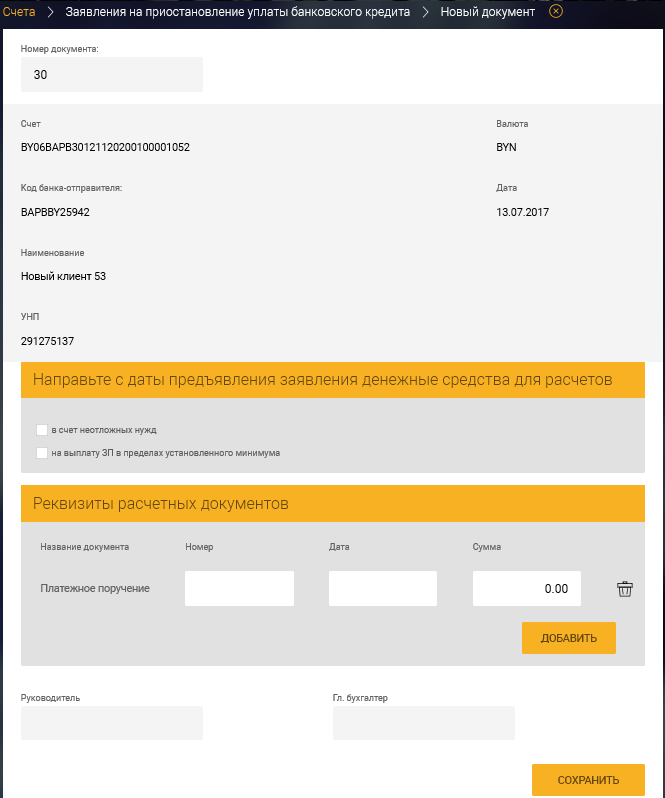 Счета > Заявления на приостановление уплаты банковского кредита > Новый документ
Номер документа:
30
Счет Валюта
BY06BAPB30121120200100001052 BYN
Код банка-отправителя: Дата
BAPBBY25942 13.07.2017
Наименование
Новый клиент 53
УНП
291275137
Направьте с даты предъявления заявления денежные средства для расчетов
в счет неотложных нужд
на выплату ЗП в пределах установленного минимума
Реквизиты расчетных документов
Название документа Номер Дата Сумма
Платежное поручение 0.00
ДОБАВИТЬ
Руководитель Гл. бухгалтер
СОХРАНИТЬ